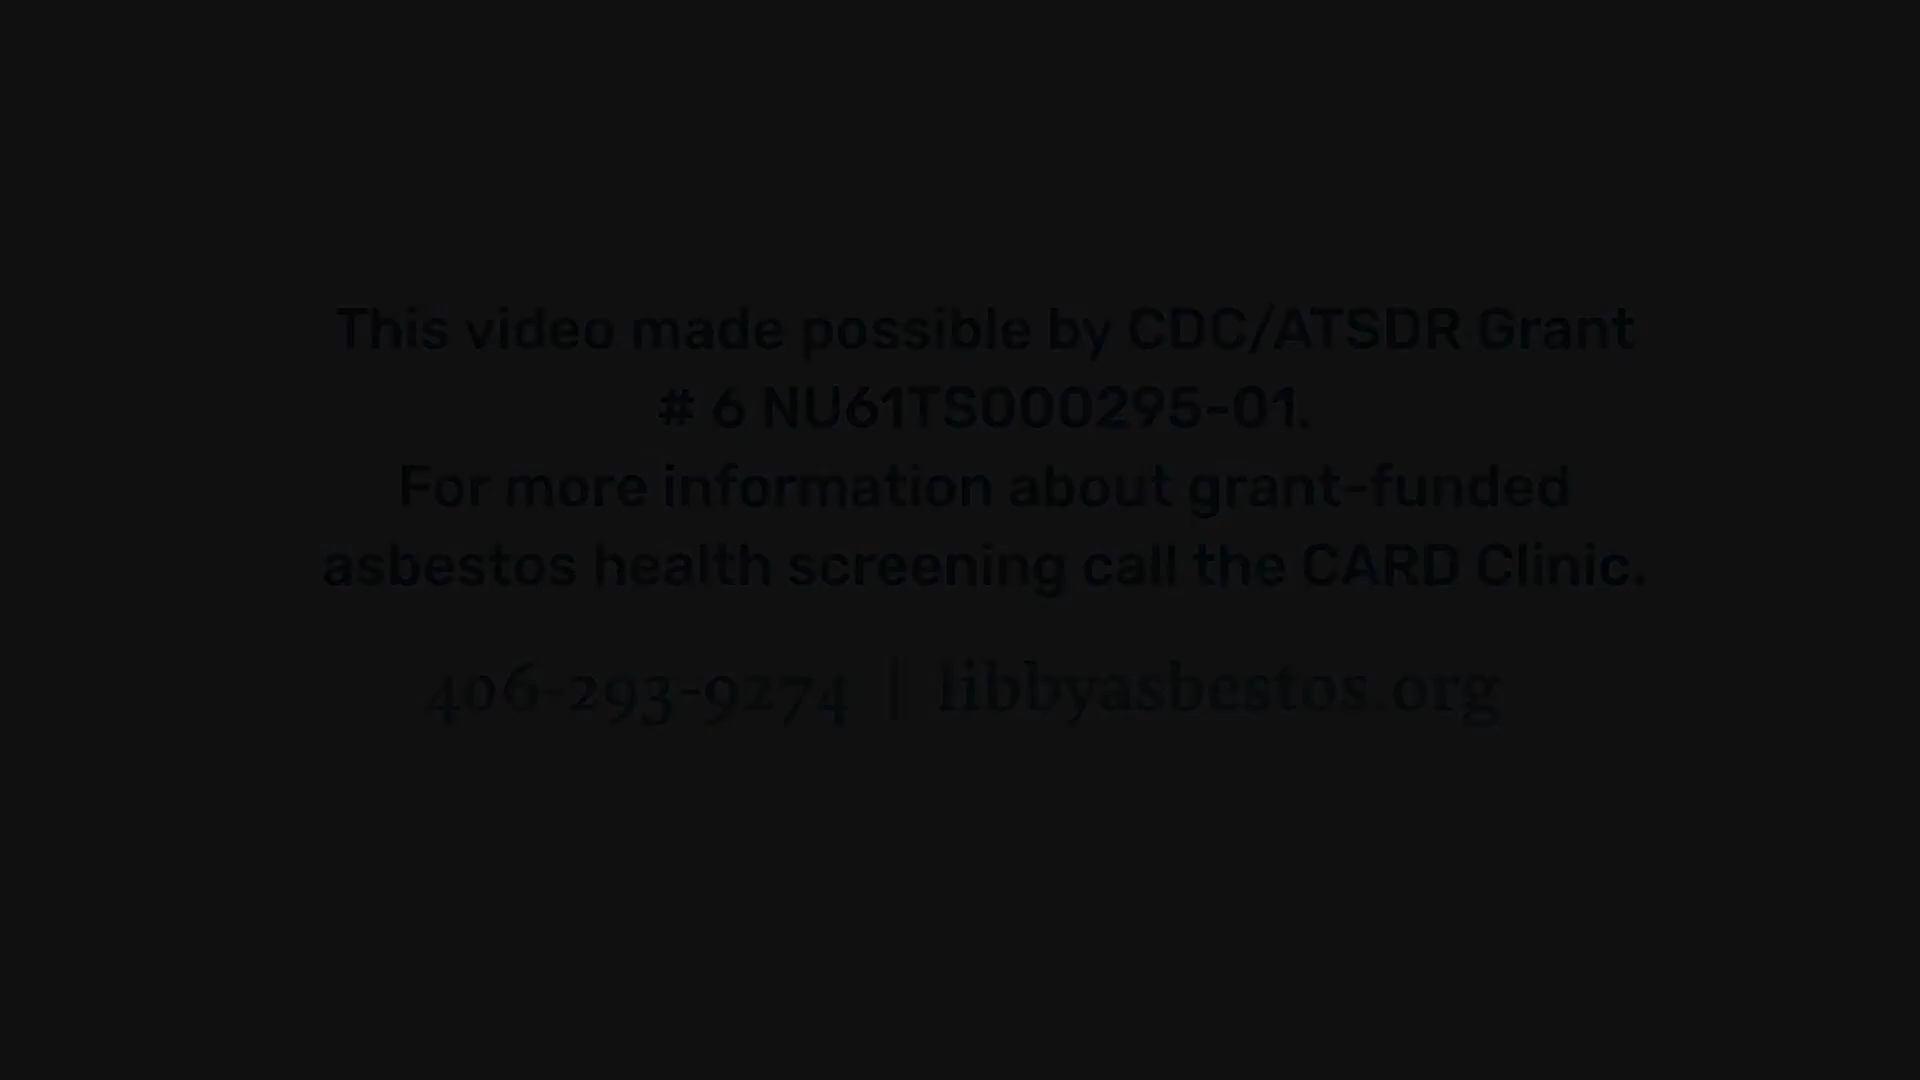 This video made possible by CDC/ATSDR Grant
# 6 NU61TS000295-01.
For more information about grant-funded
asbestos health screening call the CARD Clinic.
406-293-9274 | libbyasbestos.org